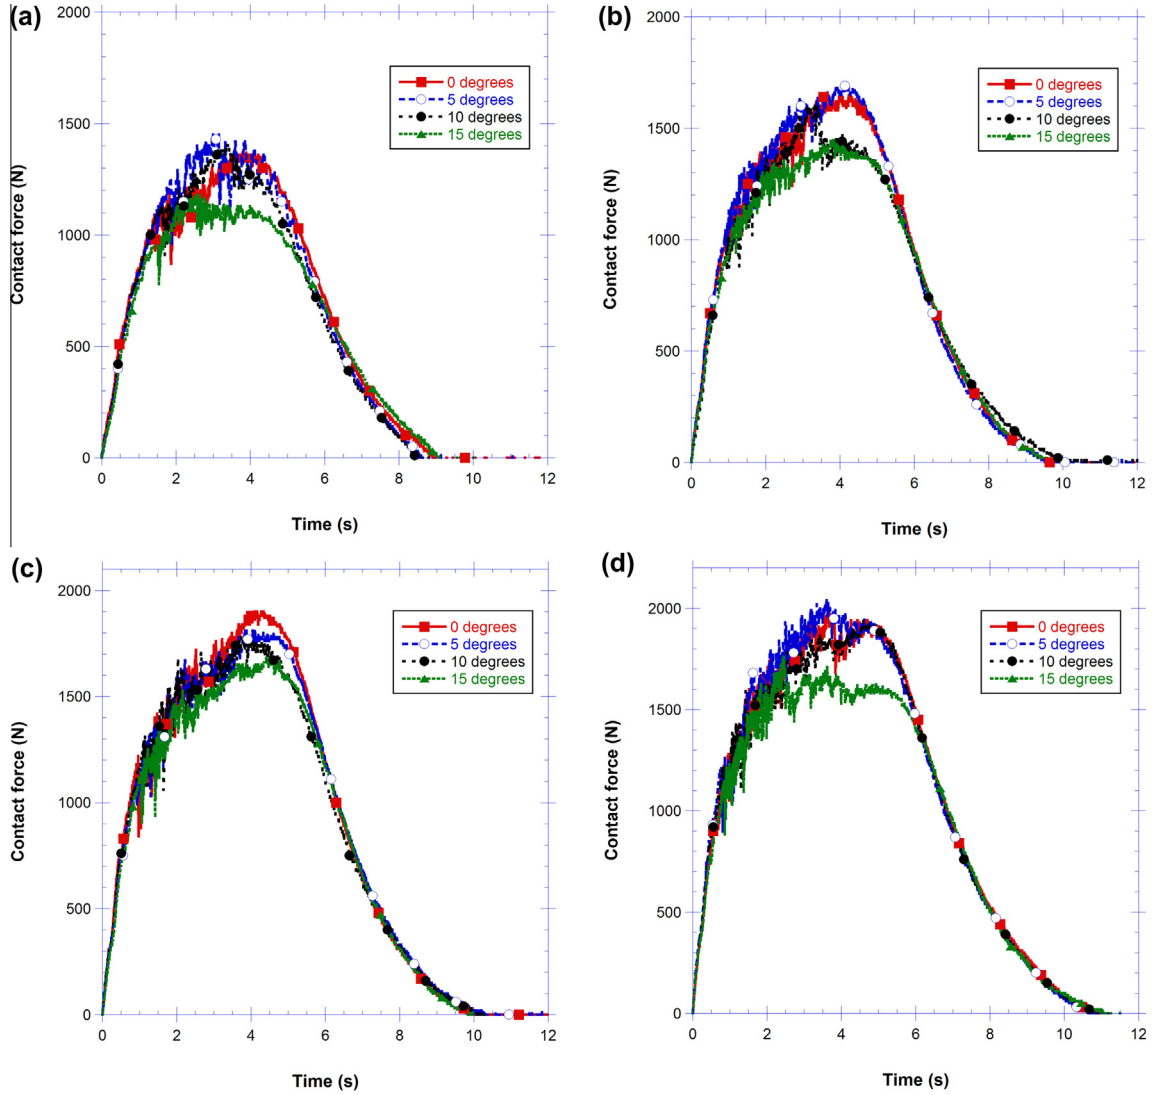 (a)
2000
1500
1000
500
0
Contact force (N)
0 degrees
5 degrees
10 degrees
15 degrees
0 2 4 6 8 10 12
Time (s)
(b)
2000
1500
1000
500
0
Contact force (N)
0 degrees
5 degrees
10 degrees
15 degrees
0 2 4 6 8 10 12
Time (s)
(c)
2000
1500
1000
500
0
Contact force (N)
0 degrees
5 degrees
10 degrees
15 degrees
0 2 4 6 8 10 12
Time (s)
(d)
2000
1500
1000
500
0
Contact force (N)
0 degrees
5 degrees
10 degrees
15 degrees
0 2 4 6 8 10 12
Time (s)